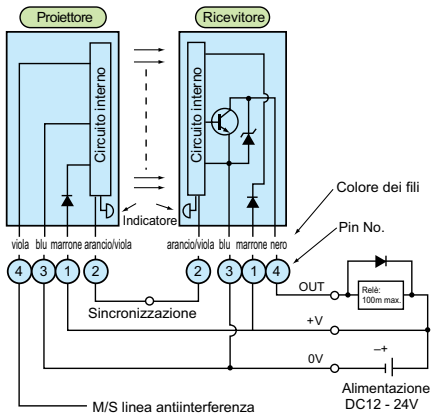 Proiettore
Ricevitore
Circuito interno
Circuito interno
Indicatore
Colore dei fili
Pin No.
viola blu marrone arancio/viola
arancio/viola blu marrone nero
4 3 1 2
2 3 1 4
Sincronizzazione
OUT
Relè:
100m max.
+V
0V
–+
Alimentazione
DC12 - 24V
M/S linea antiinterferenza